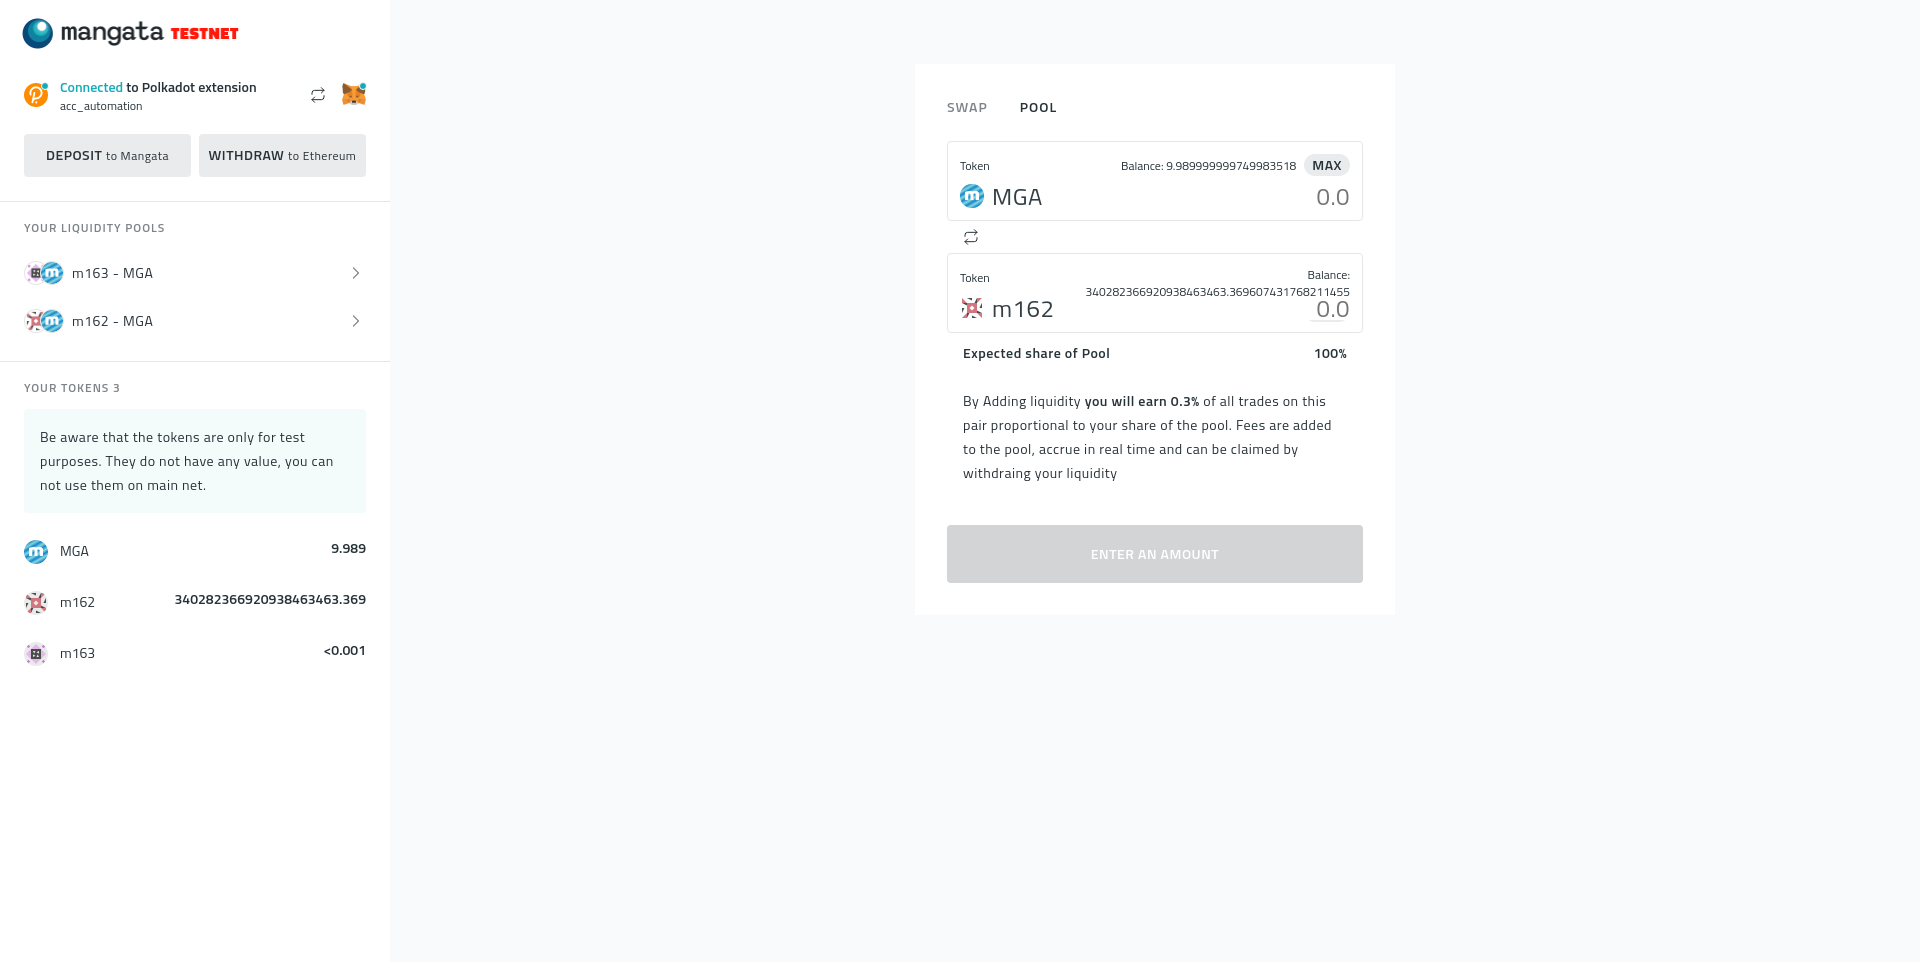 mangata TESTNET
Connected to Polkadot extension
acc_automation
DEPOSIT to Mangata
WITHDRAW to Ethereum
YOUR LIQUIDITY POOLS
m163 - MGA
m162 - MGA
YOUR TOKENS 3
Be aware that the tokens are only for test
purposes. They do not have any value, you can
not use them on main net.
MGA 9.989
m162 340282366920938463463.369
m163 <0.001
SWAP POOL
Token Balance: 9.989999999749983518 MAX
MGA 0.0
Token Balance:
340282366920938463463.369607431768211455
m162 0.0
Expected share of Pool 100%
By Adding liquidity you will earn 0.3% of all trades on this
pair proportional to your share of the pool. Fees are added
to the pool, accrue in real time and can be claimed by
withdraing your liquidity
ENTER AN AMOUNT